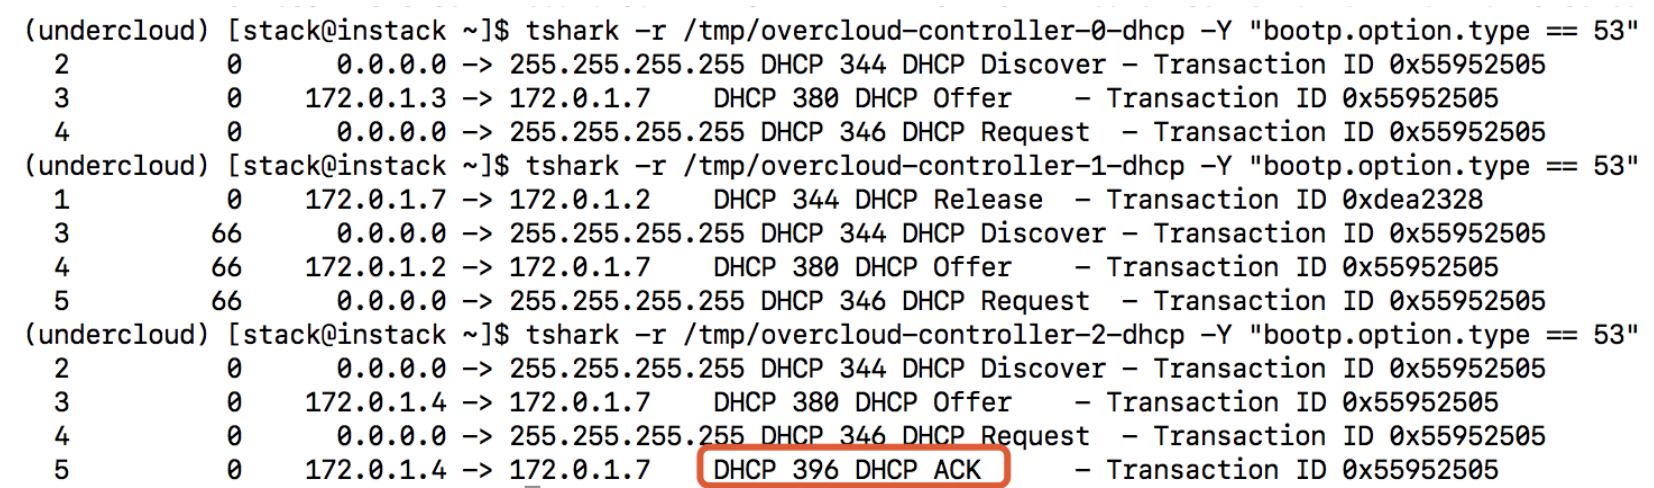 (undercloud) [stack@instack ~]$ tshark -r /tmp/overcloud-controller-0-dhcp -Y "bootp.option.type == 53"
2 0 0.0.0.0 -> 255.255.255.255 DHCP 344 DHCP Discover - Transaction ID 0x55952505
3 0 172.0.1.3 -> 172.0.1.7 DHCP 380 DHCP Offer - Transaction ID 0x55952505
4 0 0.0.0.0 -> 255.255.255.255 DHCP 346 DHCP Request - Transaction ID 0x55952505
(undercloud) [stack@instack ~]$ tshark -r /tmp/overcloud-controller-1-dhcp -Y "bootp.option.type == 53"
1 0 172.0.1.7 -> 172.0.1.2 DHCP 344 DHCP Release - Transaction ID 0xdea2328
3 66 0.0.0.0 -> 255.255.255.255 DHCP 344 DHCP Discover - Transaction ID 0x55952505
4 66 172.0.1.2 -> 172.0.1.7 DHCP 380 DHCP Offer - Transaction ID 0x55952505
5 66 0.0.0.0 -> 255.255.255.255 DHCP 346 DHCP Request - Transaction ID 0x55952505
(undercloud) [stack@instack ~]$ tshark -r /tmp/overcloud-controller-2-dhcp -Y "bootp.option.type == 53"
2 0 0.0.0.0 -> 255.255.255.255 DHCP 344 DHCP Discover - Transaction ID 0x55952505
3 0 172.0.1.4 -> 172.0.1.7 DHCP 380 DHCP Offer - Transaction ID 0x55952505
4 0 0.0.0.0 -> 255.255.255.255 DHCP 346 DHCP Request - Transaction ID 0x55952505
5 0 172.0.1.4 -> 172.0.1.7 DHCP 396 DHCP ACK - Transaction ID 0x55952505